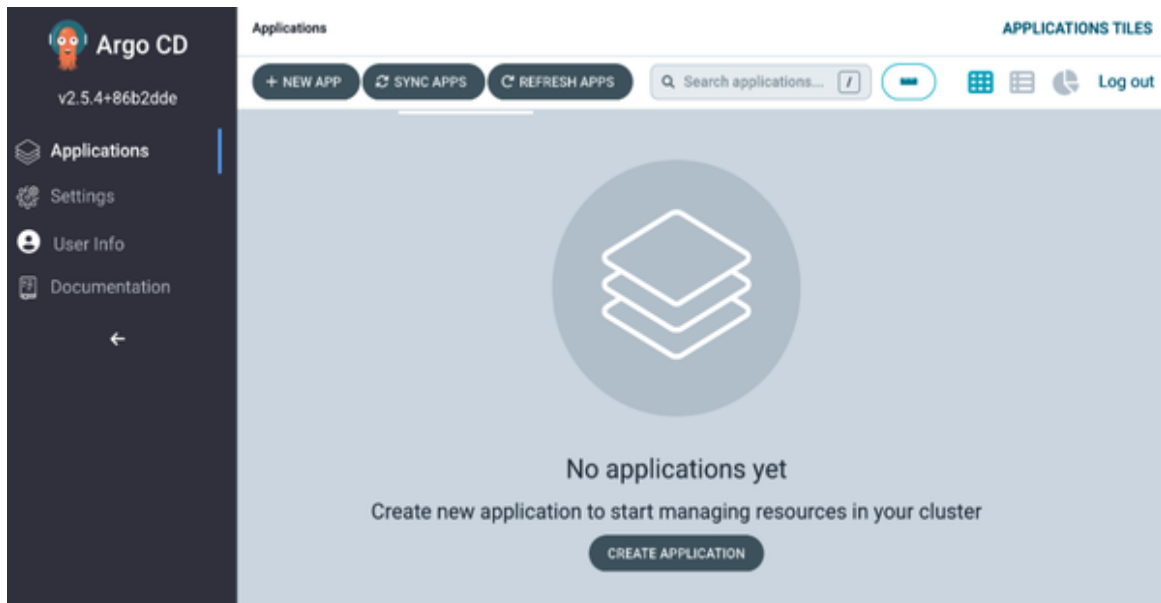 Argo CD
v2.5.4+86b2dde
Applications
Settings
User Info
Documentation
Applications
APPLICATIONS TILES
+ NEW APP
SYNC APPS
REFRESH APPS
Search applications...
/
Log out
No applications yet
Create new application to start managing resources in your cluster
CREATE APPLICATION